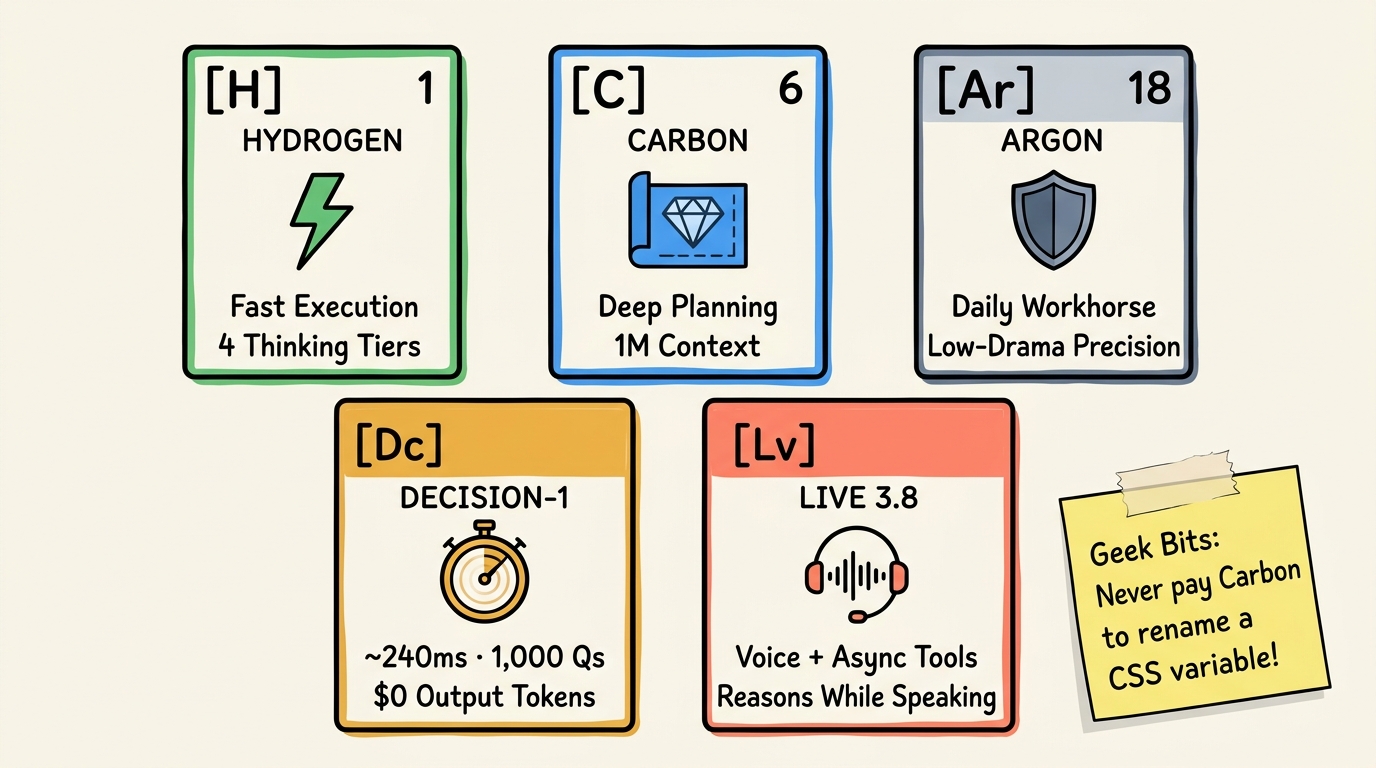 [H] 1
HYDROGEN
Fast Execution
4 Thinking Tiers
[C] 6
CARBON
Deep Planning
1M Context
[Ar] 18
ARGON
Daily Workhorse
Low-Drama Precision
[Dc]
DECISION-1
~240ms · 1,000 Qs
$0 Output Tokens
[Lv]
LIVE 3.8
Voice + Async Tools
Reasons While Speaking
Geek Bits:
Never pay Carbon
to rename a
CSS variable!